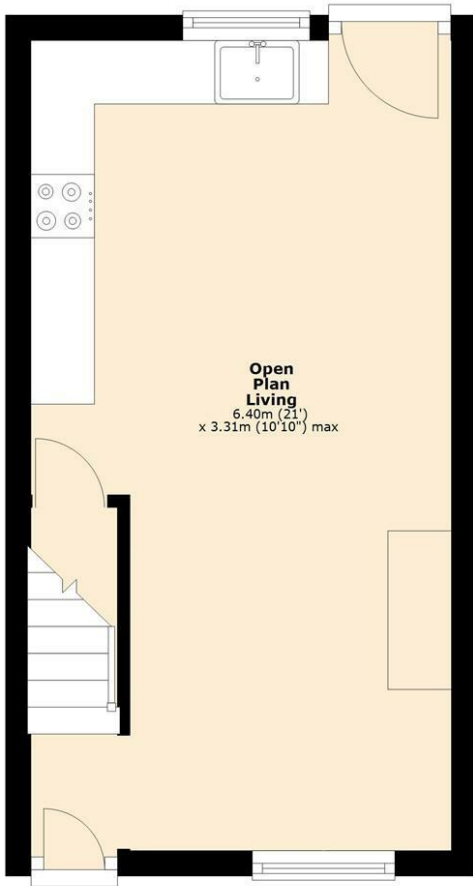 Open
Plan
Living
6.40m (21')
x 3.31m (10'10") max